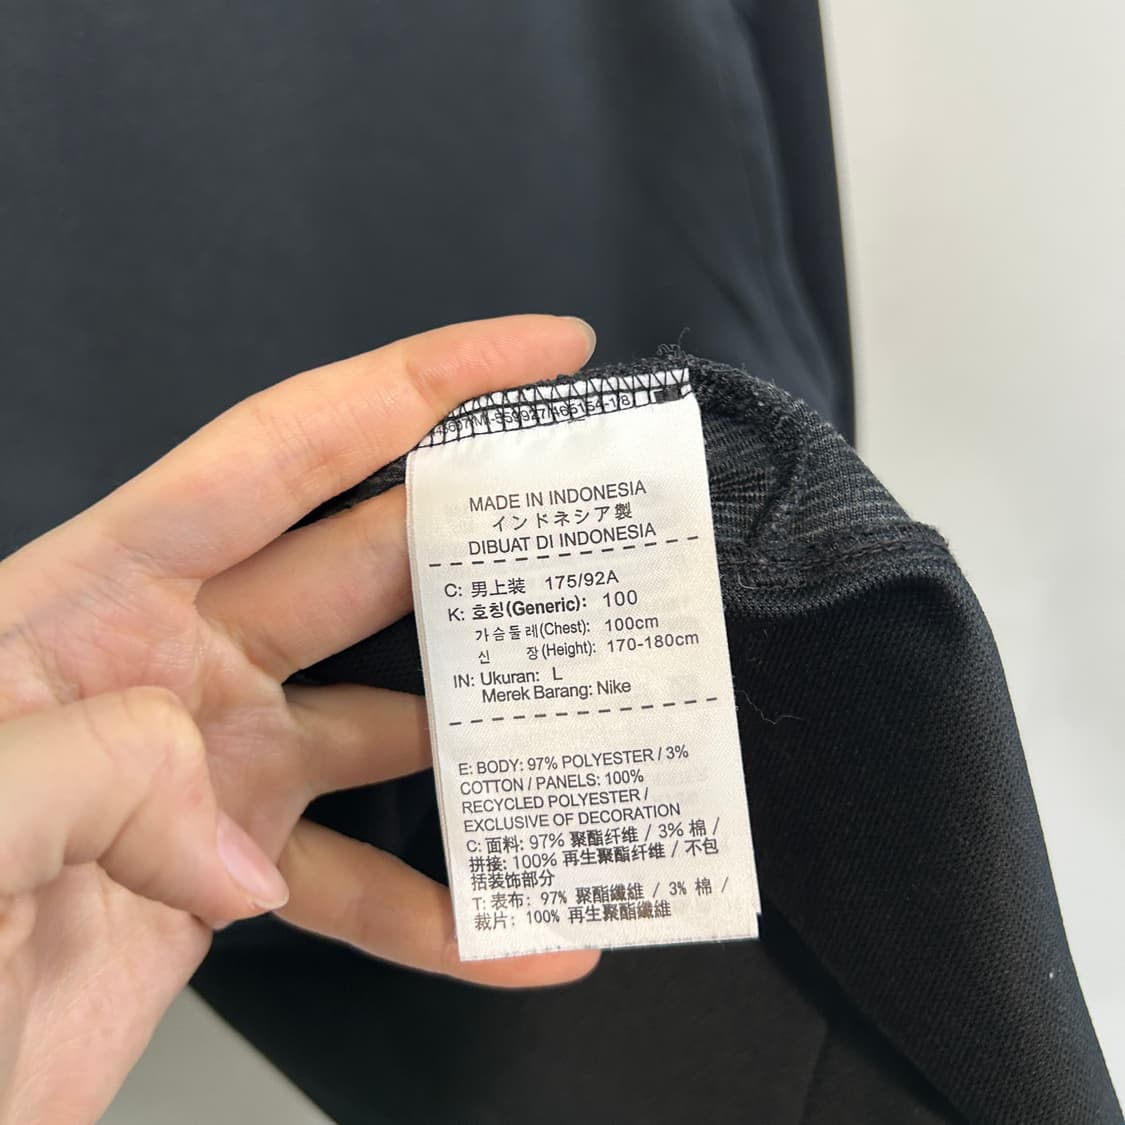 MADE IN INDONESIA
インドネシア製
DIBUAT DI INDONESIA
C: 男上装 175/92A
K: 호칭(Generic): 100
가슴둘레(Chest): 100cm
신 장(Height): 170-180cm
IN: Ukuran: L
Merek Barang: Nike
E: BODY: 97% POLYESTER / 3%
COTTON / PANELS: 100%
RECYCLED POLYESTER /
EXCLUSIVE OF DECORATION
C: 面料: 97% 聚酯纤维 / 3% 棉 /
拼接: 100% 再生聚酯纤维 / 不包
括装饰部分
T: 表布: 97% 聚酯纖維 / 3% 棉 /
裁片: 100% 再生聚酯纖維